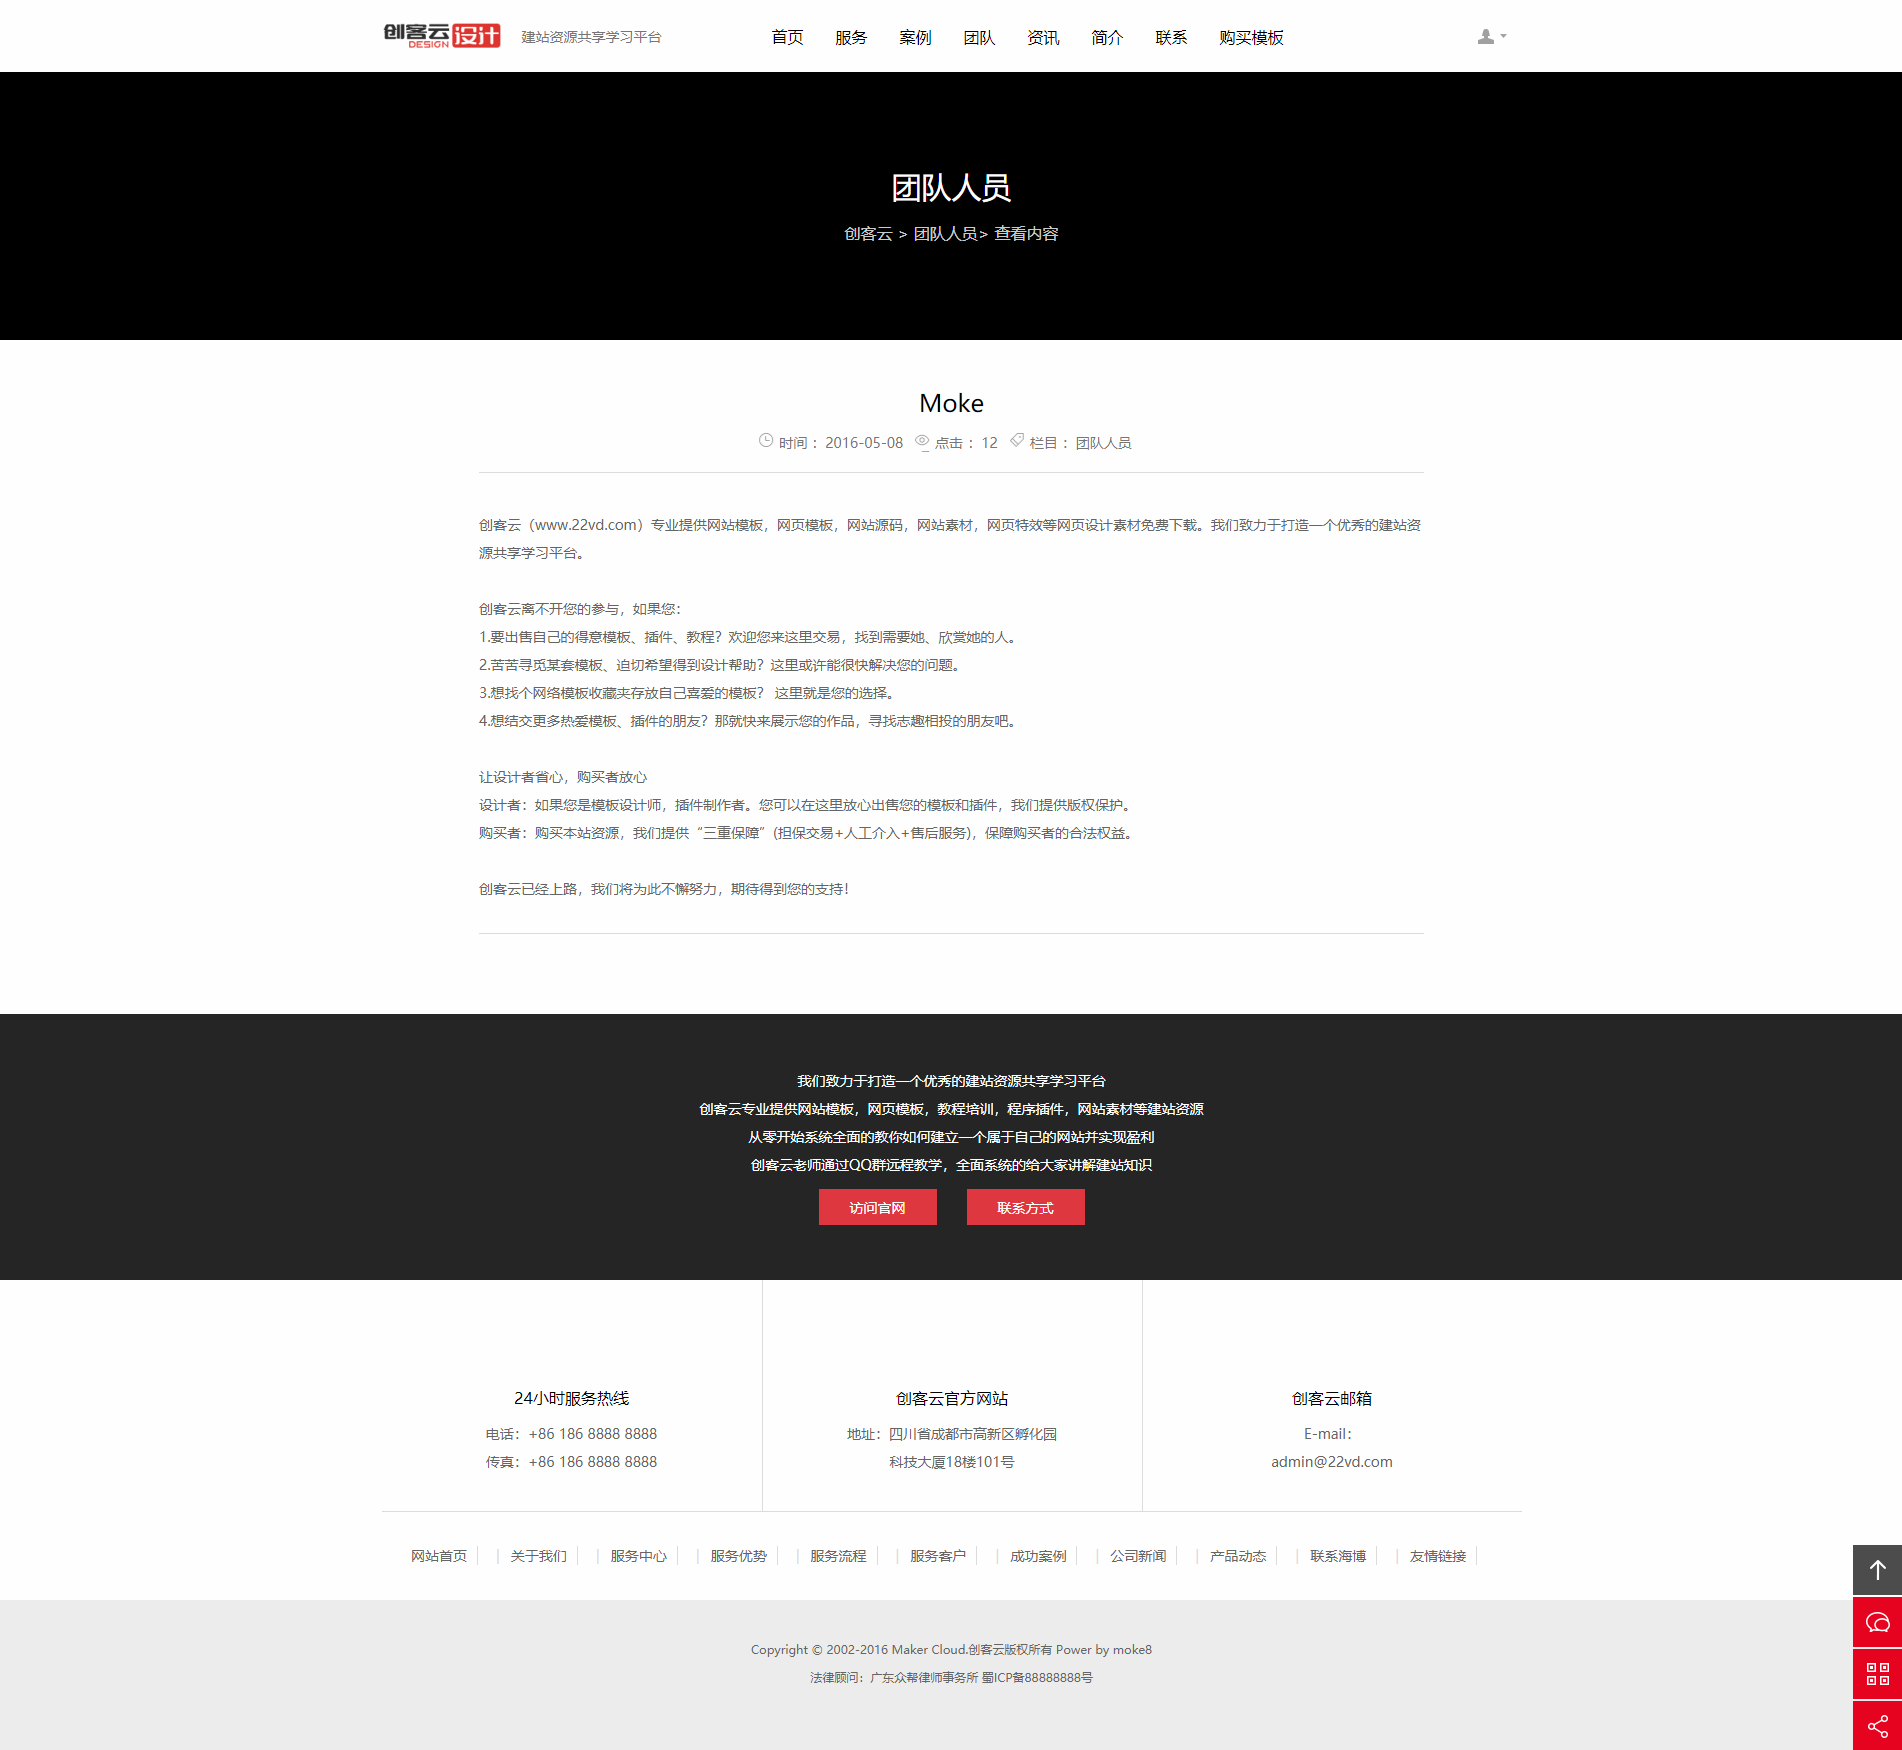 创客云设计 DESIGN 建站资源共享学习平台 首页 服务 案例 团队 资讯 简介 联系 购买模板
团队人员
创客云 > 团队人员> 查看内容
Moke
时间 : 2016-05-08 点击 : 12 栏目 : 团队人员
创客云（www.22vd.com）专业提供网站模板，网页模板，网站源码，网站素材，网页特效等网页设计素材免费下载。我们致力于打造一个优秀的建站资
源共享学习平台。
创客云离不开您的参与，如果您：
1.要出售自己的得意模板、插件、教程？欢迎您来这里交易，找到需要她、欣赏她的人。
2.苦苦寻觅某套模板、迫切希望得到设计帮助？这里或许能很快解决您的问题。
3.想找个网络模板收藏夹存放自己喜爱的模板？ 这里就是您的选择。
4.想结交更多热爱模板、插件的朋友？那就快来展示您的作品，寻找志趣相投的朋友吧。
让设计者省心，购买者放心
设计者：如果您是模板设计师，插件制作者。您可以在这里放心出售您的模板和插件，我们提供版权保护。
购买者：购买本站资源，我们提供“三重保障”(担保交易+人工介入+售后服务)，保障购买者的合法权益。
创客云已经上路，我们将为此不懈努力，期待得到您的支持！
我们致力于打造一个优秀的建站资源共享学习平台
创客云专业提供网站模板，网页模板，教程培训，程序插件，网站素材等建站资源
从零开始系统全面的教你如何建立一个属于自己的网站并实现盈利
创客云老师通过QQ群远程教学，全面系统的给大家讲解建站知识
访问官网 联系方式
24小时服务热线
电话：+86 186 8888 8888
传真：+86 186 8888 8888
创客云官方网站
地址：四川省成都市高新区孵化园
科技大厦18楼101号
创客云邮箱
E-mail：
admin@22vd.com
网站首页 | 关于我们 | 服务中心 | 服务优势 | 服务流程 | 服务客户 | 成功案例 | 公司新闻 | 产品动态 | 联系海博 | 友情链接
Copyright © 2002-2016 Maker Cloud.创客云版权所有 Power by moke8
法律顾问：广东众帮律师事务所 蜀ICP备88888888号